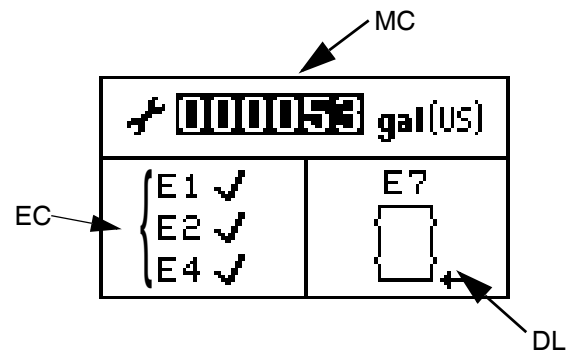 MC
000053 gal(US)
E1 ✓
E2 ✓
E4 ✓
E7
EC
DL